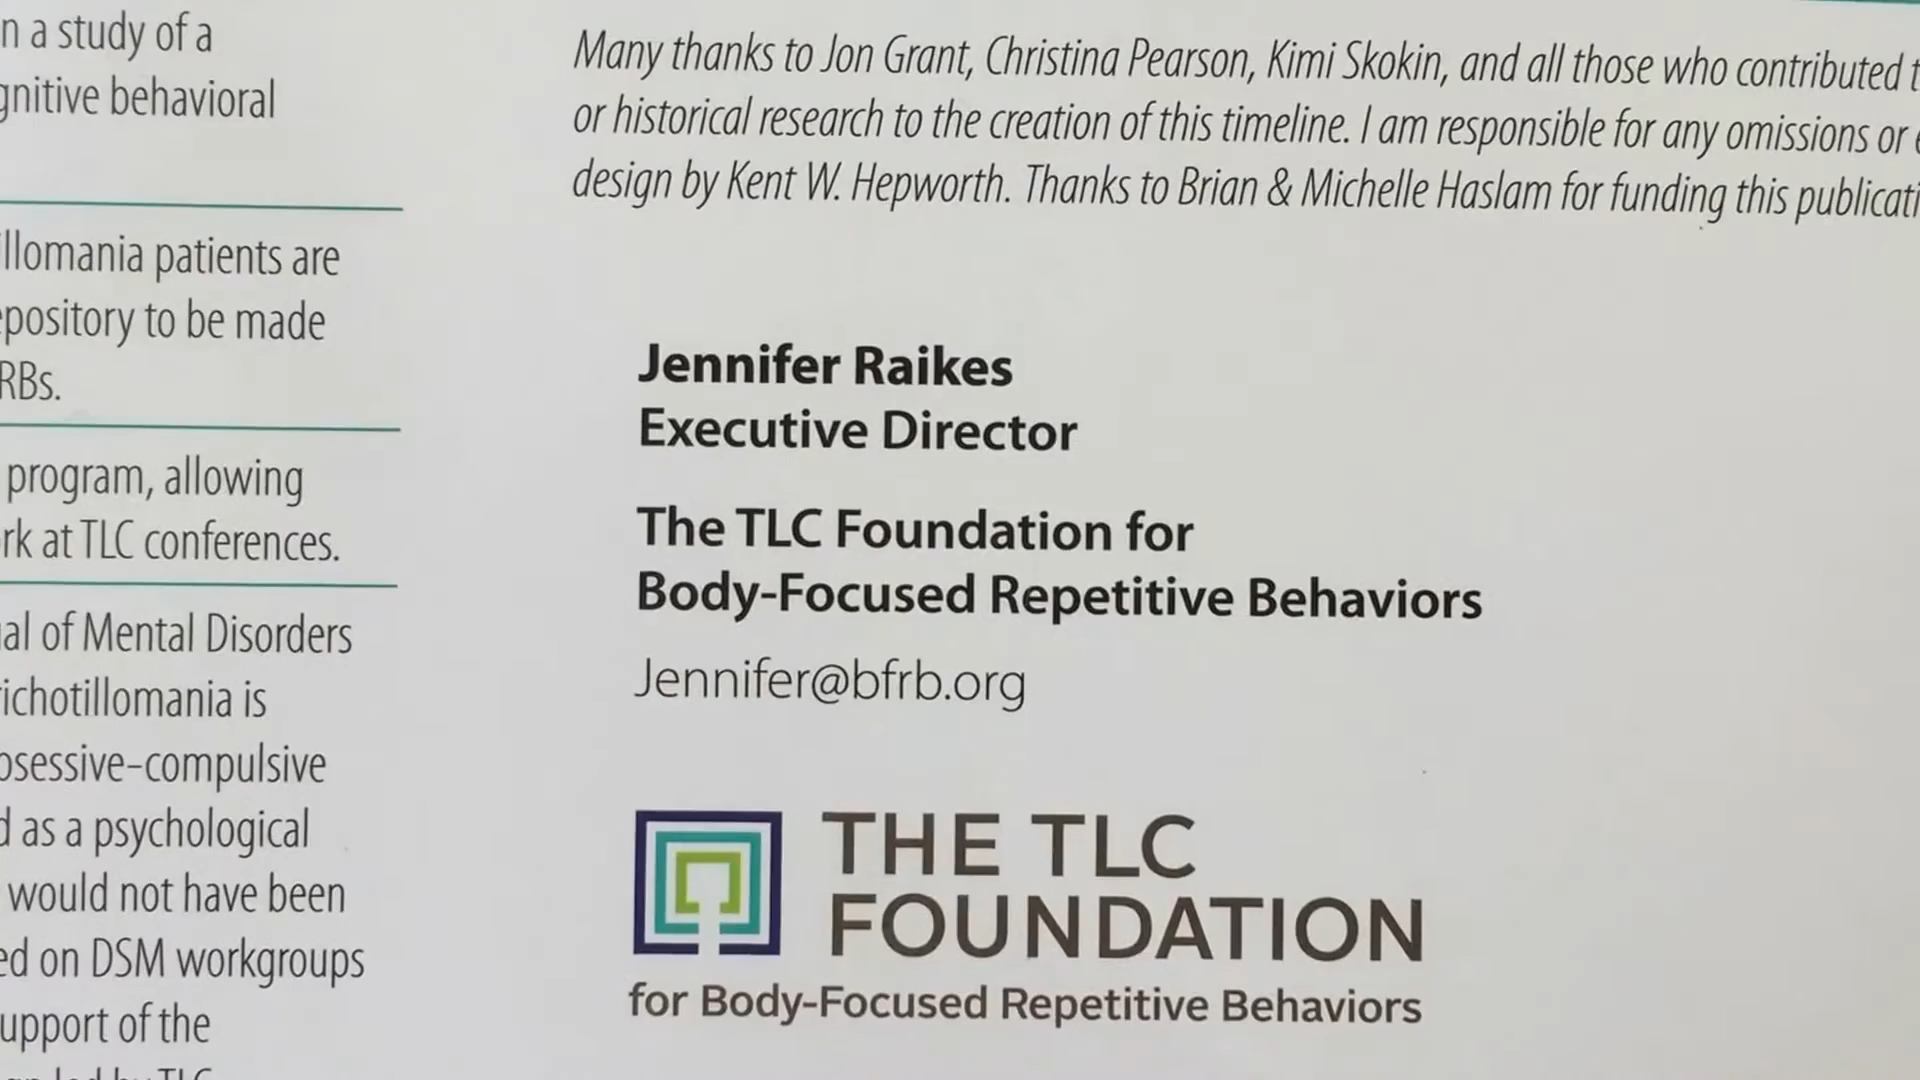 n a study of a
gnitive behavioral
llomania patients are
pository to be made
RBs.
program, allowing
rk at TLC conferences.
al of Mental Disorders
ichotillomania is
sessive-compulsive
as a psychological
would not have been
ed on DSM workgroups
upport of the
Many thanks to Jon Grant, Christina Pearson, Kimi Skokin, and all those who contributed
or historical research to the creation of this timeline. I am responsible for any omissions or
design by Kent W. Hepworth. Thanks to Brian & Michelle Haslam for funding this publicati
Jennifer Raikes
Executive Director
The TLC Foundation for
Body-Focused Repetitive Behaviors
Jennifer@bfrb.org
THE TLC
FOUNDATION
for Body-Focused Repetitive Behaviors